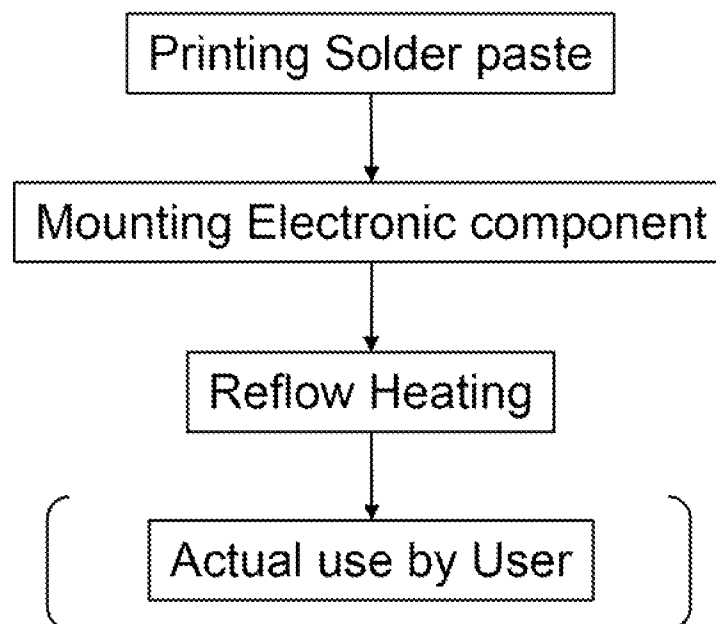 Printing Solder paste
Mounting Electronic component
Reflow Heating
Actual use by User